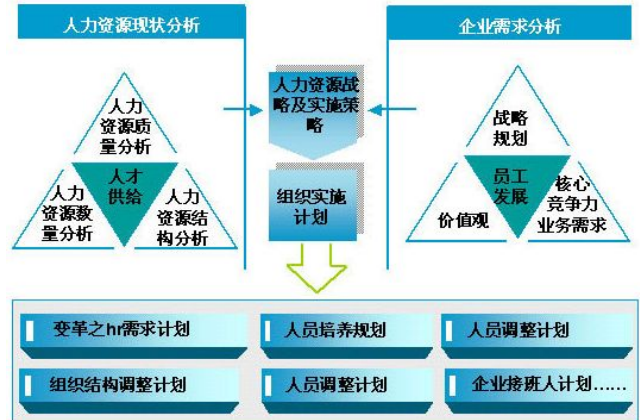 人力资源现状分析
企业需求分析
人力资源战
略及实施策
略
人力
资源质
量分析
人才
供给
人力
资源数
量分析
人力
资源结
构分析
组织实施
计划
战略
规划
员工
发展
价值观
核心
竞争力
业务需求
变革之hr需求计划
人员培养规划
人员调整计划
组织结构调整计划
人员调整计划
企业接班人计划……